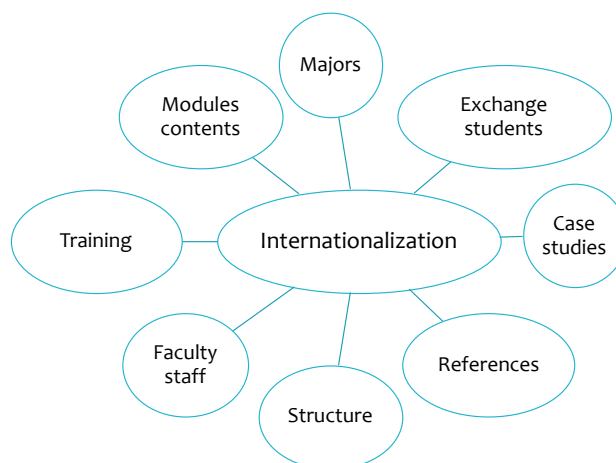 Majors
Modules
contents
Exchange
students
Training
Internationalization
Case
studies
Faculty
staff
References
Structure